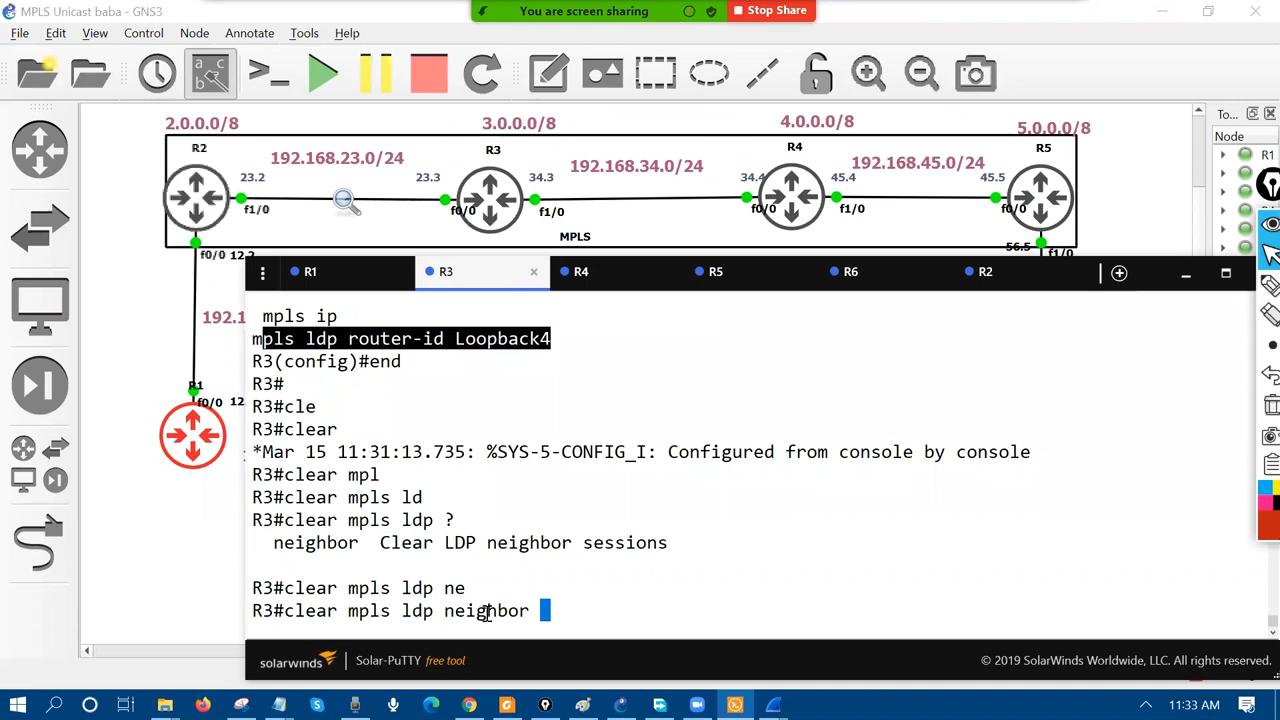 MPLS Unicast baba - GNS3
You are screen sharing
Stop Share
File Edit View Control Node Annotate Tools Help
2.0.0.0/8
3.0.0.0/8
4.0.0.0/8
5.0.0.0/8
To...
Node
R1
R2
192.168.23.0/24
R3
192.168.34.0/24
R4
192.168.45.0/24
R5
23.2
23.3
34.3
34.4
45.4
45.5
f1/0
f0/0
f1/0
f0/0
f1/0
f0/0
MPLS
f0/0
56.5
f1/0
R1
R3
R4
R5
R6
R2
192.1
R1
f0/0
mpls ip
mpls ldp router-id Loopback4
R3(config)#end
R3#
R3#cle
R3#clear
*Mar 15 11:31:13.735: %SYS-5-CONFIG_I: Configured from console by console
R3#clear mpl
R3#clear mpls ld
R3#clear mpls ldp ?
neighbor Clear LDP neighbor sessions
R3#clear mpls ldp ne
R3#clear mpls ldp neighbor
solarwinds
Solar-PuTTY free tool
© 2019 SolarWinds Worldwide, LLC. All rights reserved.
11:33 AM